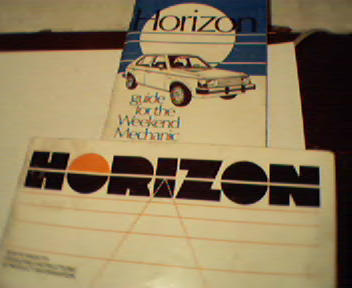 Horizon
guide
for the
Weekend
Mechanic
HORIZON